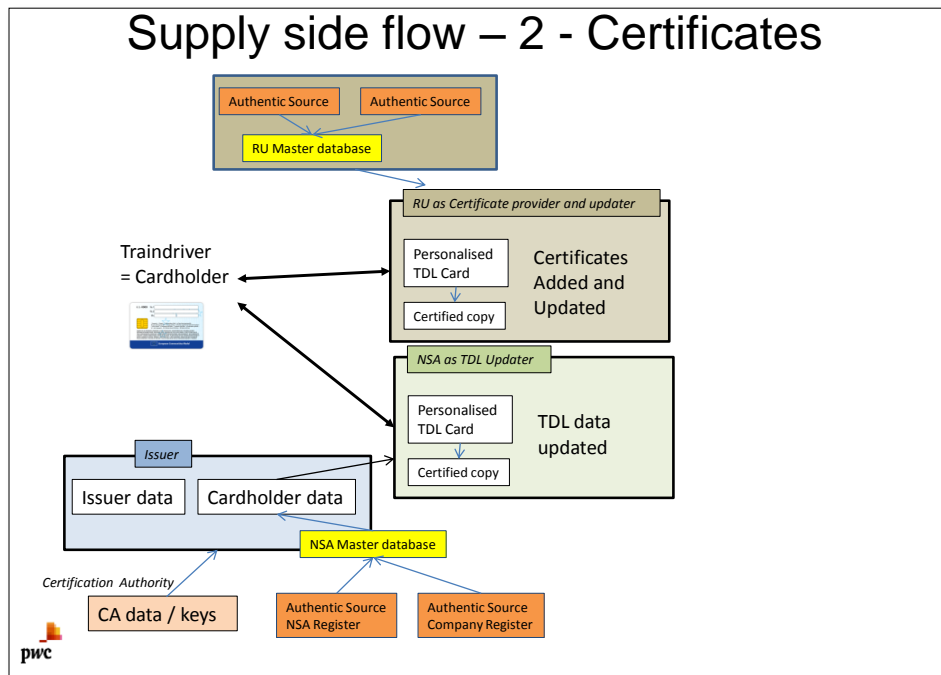 Supply side flow – 2 - Certificates
Authentic Source
Authentic Source
RU Master database
RU as Certificate provider and updater
Personalised
TDL Card
Certified copy
Certificates
Added and
Updated
Traindriver
= Cardholder
NSA as TDL Updater
Personalised
TDL Card
Certified copy
TDL data
updated
Issuer
Issuer data
Cardholder data
NSA Master database
Certification Authority
CA data / keys
Authentic Source
NSA Register
Authentic Source
Company Register
pwc